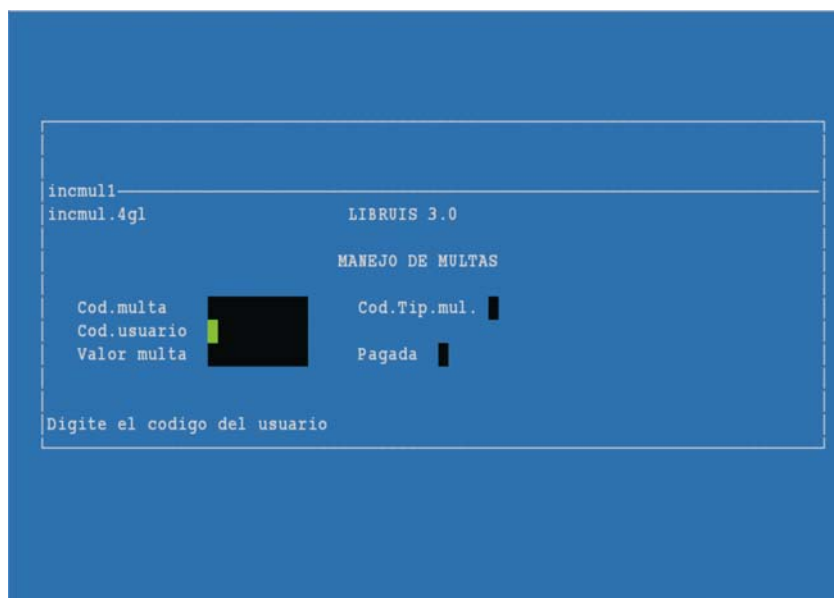 incmul1
incmul.4gl LIBRUIS 3.0
MANEJO DE MULTAS
Cod.multa Cod.Tip.mul.
Cod.usuario
Valor multa Pagada
Digite el codigo del usuario